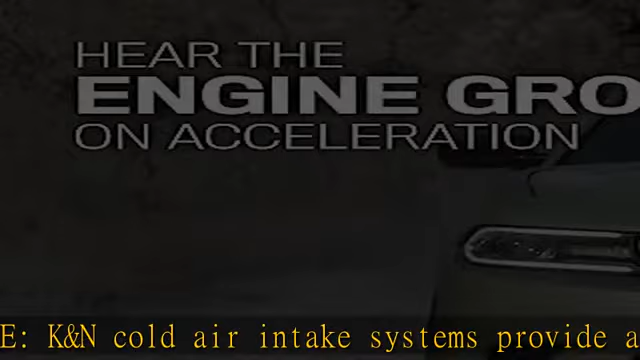 HEAR THE
ENGINE GRO
ON ACCELERATION
E: K&N cold air intake systems provide a